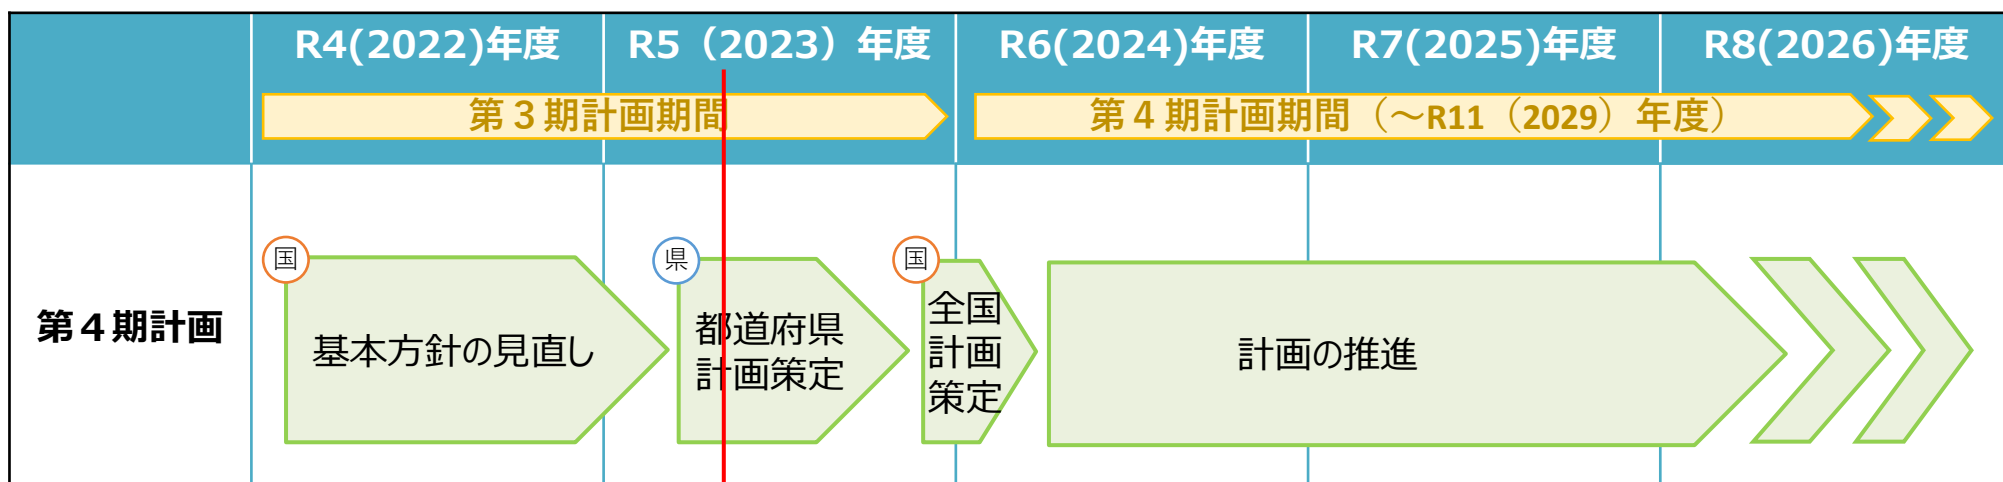 R4(2022)年度
R5（2023）年度
R6(2024)年度
R7(2025)年度
R8(2026)年度
第３期計画期間
第４期計画期間（～R11（2029）年度）
第４期計画
国
基本方針の見直し
県
都道府県
計画策定
国
全国
計画
策定
計画の推進